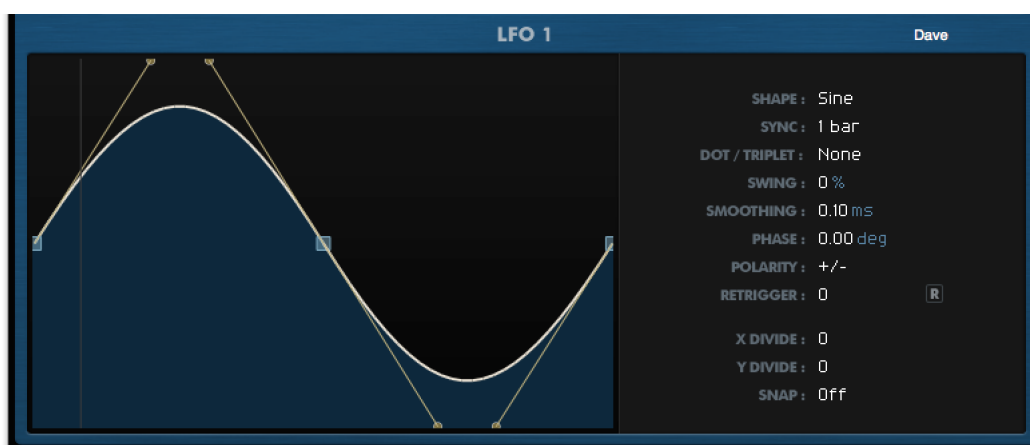 LFO 1 Dave
SHAPE : Sine
SYNC : 1 bar
DOT / TRIPLET : None
SWING : 0 %
SMOOTHING : 0.10 ms
PHASE : 0.00 deg
POLARITY : +/-
RETRIGGER : 0 R
X DIVIDE : 0
Y DIVIDE : 0
SNAP : Off